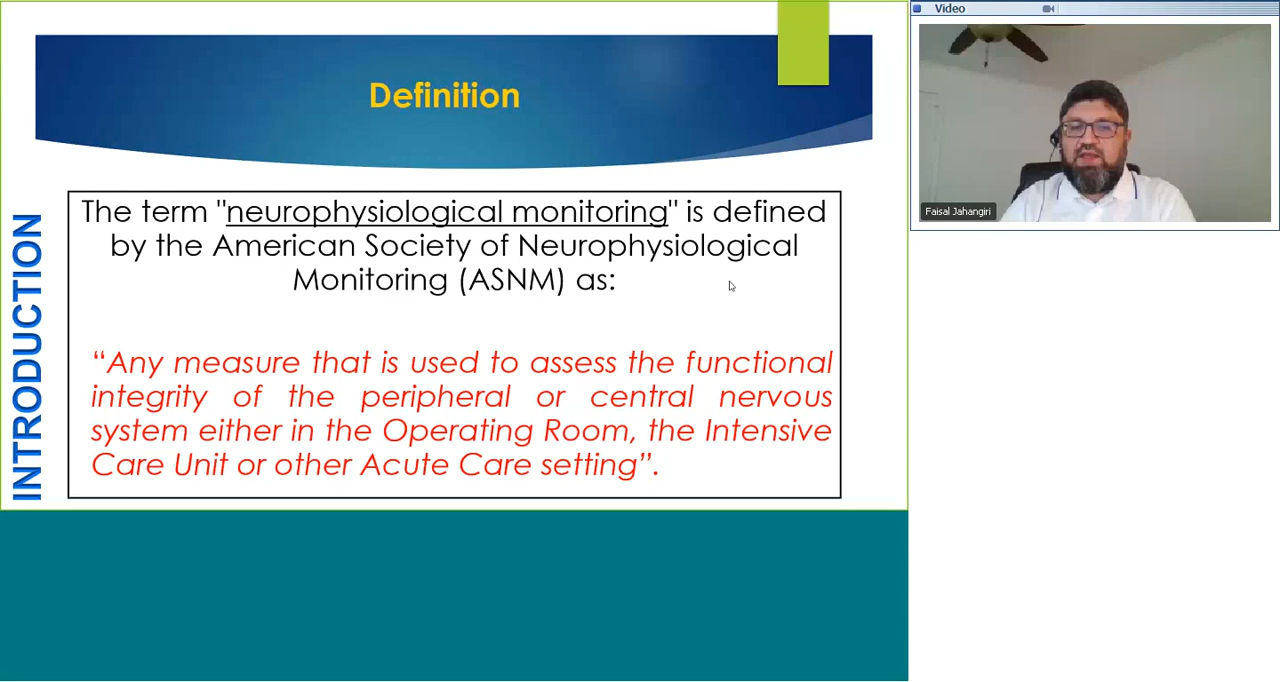 Definition
INTRODUCTION
The term "neurophysiological monitoring" is defined
by the American Society of Neurophysiological
Monitoring (ASNM) as:
“Any measure that is used to assess the functional
integrity of the peripheral or central nervous
system either in the Operating Room, the Intensive
Care Unit or other Acute Care setting”.
Video
Faisal Jahangiri